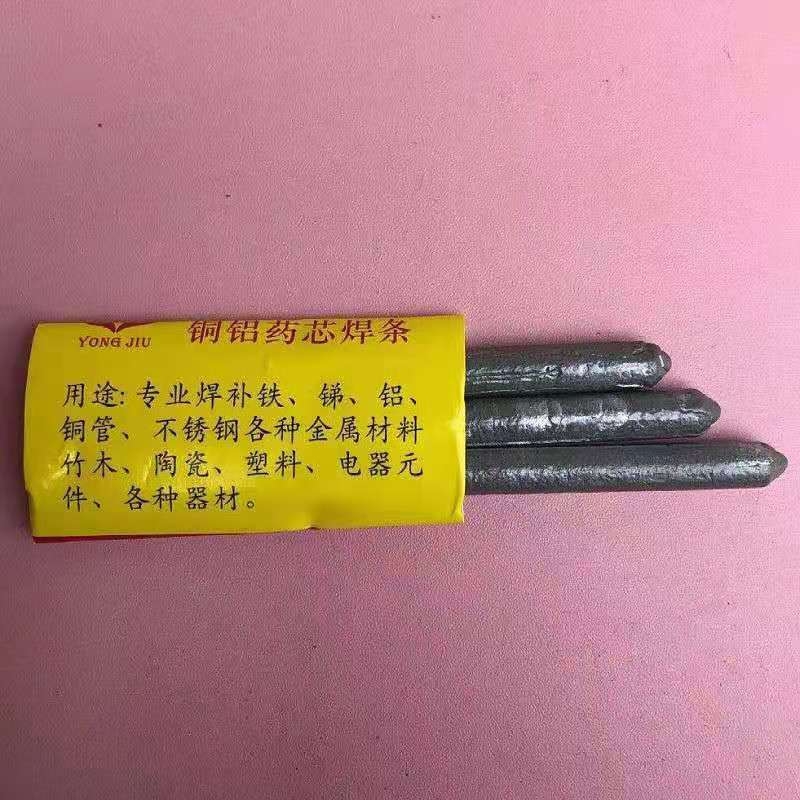 YONG JIU
铜铝药芯焊条
用途: 专业焊补铁、锑、铝、
铜管、不锈钢各种金属材料
竹木、陶瓷、塑料、电器元
件、各种器材。